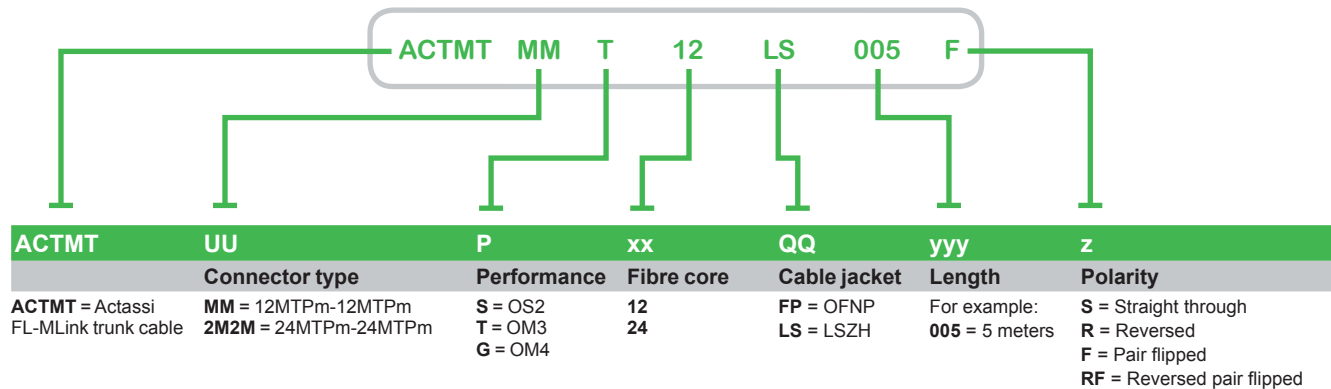 ACTMT MM T 12 LS 005 F
ACTMT UU P xx QQ yyy z
Connector type Performance Fibre core Cable jacket Length Polarity
ACTMT = Actassi MM = 12MTPm-12MTPm S = OS2 12 FP = OFNP For example: S = Straight through
FL-MLink trunk cable 2M2M = 24MTPm-24MTPm T = OM3 24 LS = LSZH 005 = 5 meters R = Reversed
G = OM4 F = Pair flipped
RF = Reversed pair flipped